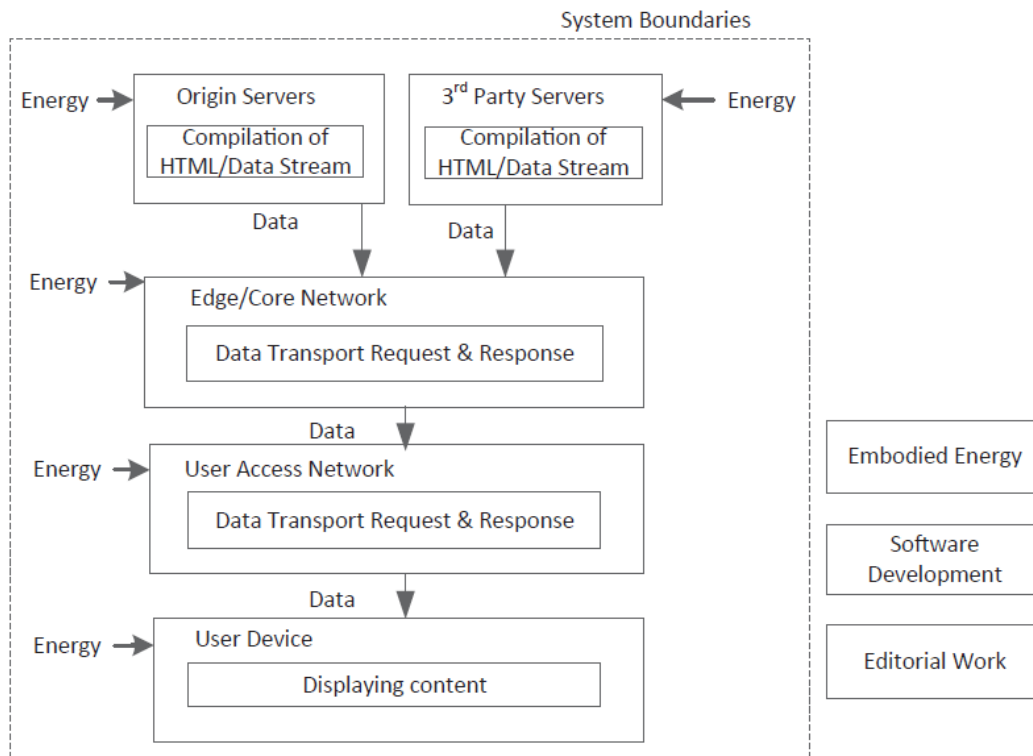 System Boundaries
Energy
Origin Servers
3rd Party Servers
Energy
Compilation of
HTML/Data Stream
Compilation of
HTML/Data Stream
Data
Data
Energy
Edge/Core Network
Data Transport Request & Response
Data
Energy
User Access Network
Data Transport Request & Response
Data
Energy
User Device
Displaying content
Embodied Energy
Software
Development
Editorial Work